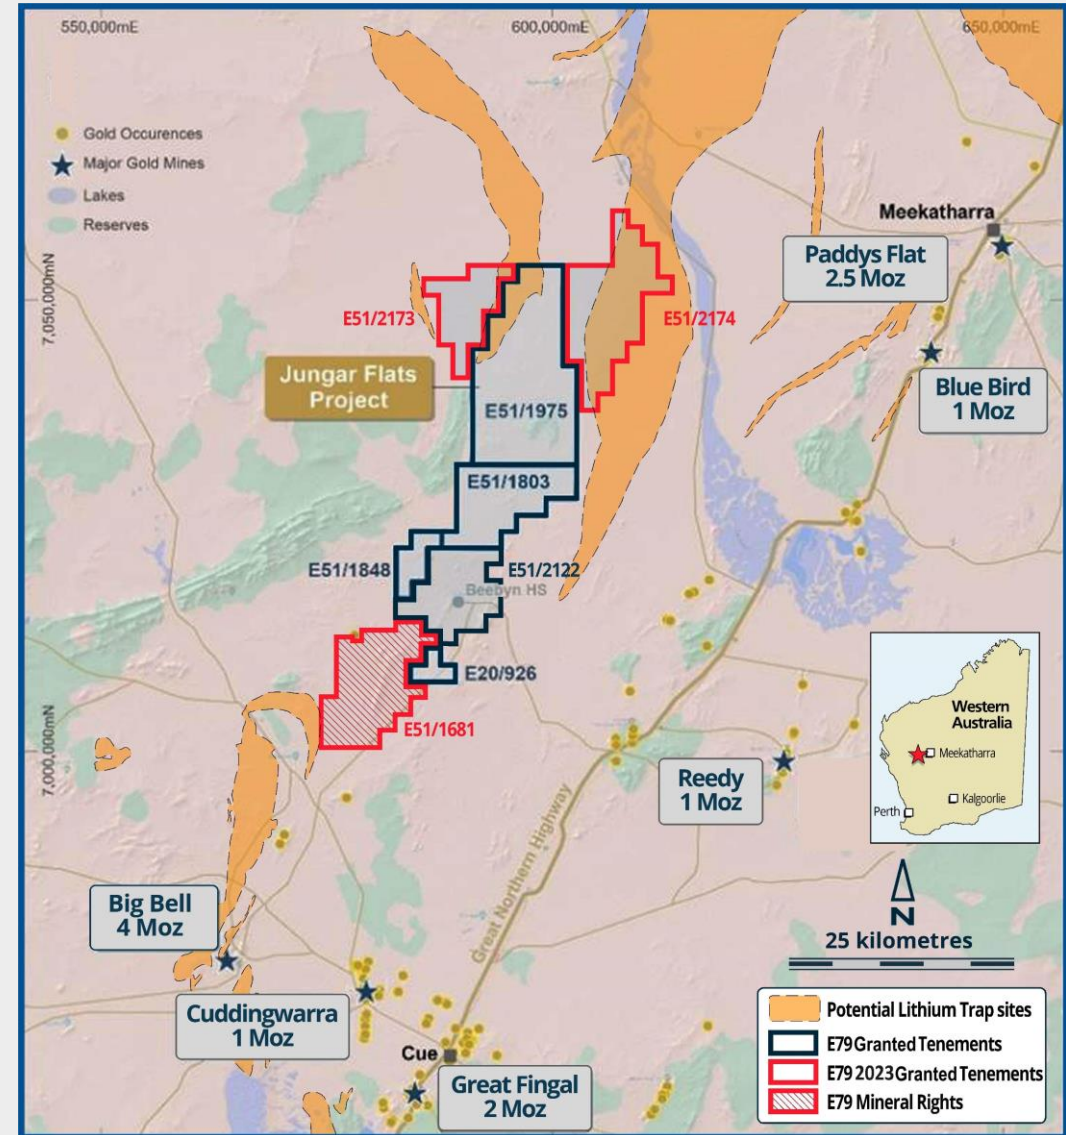 550,000mE
600,000mE
650,000mE
Gold Occurences
Major Gold Mines
Lakes
Reserves
7,050,000mN
7,000,000mN
Meekatharra
Paddys Flat
2.5 Moz
E51/2173
E51/2174
Jungar Flats
Project
E51/1975
Blue Bird
1 Moz
E51/1803
E51/1848
E51/2122
Beebyn HS
E20/926
E51/1681
Reedy
1 Moz
Great Northern Highway
Western
Australia
Meekatharra
Kalgoorlie
Perth
N
25 kilometres
Big Bell
4 Moz
Cuddingwarra
1 Moz
Cue
Great Fingal
2 Moz
Potential Lithium Trap sites
E79 Granted Tenements
E79 2023 Granted Tenements
E79 Mineral Rights